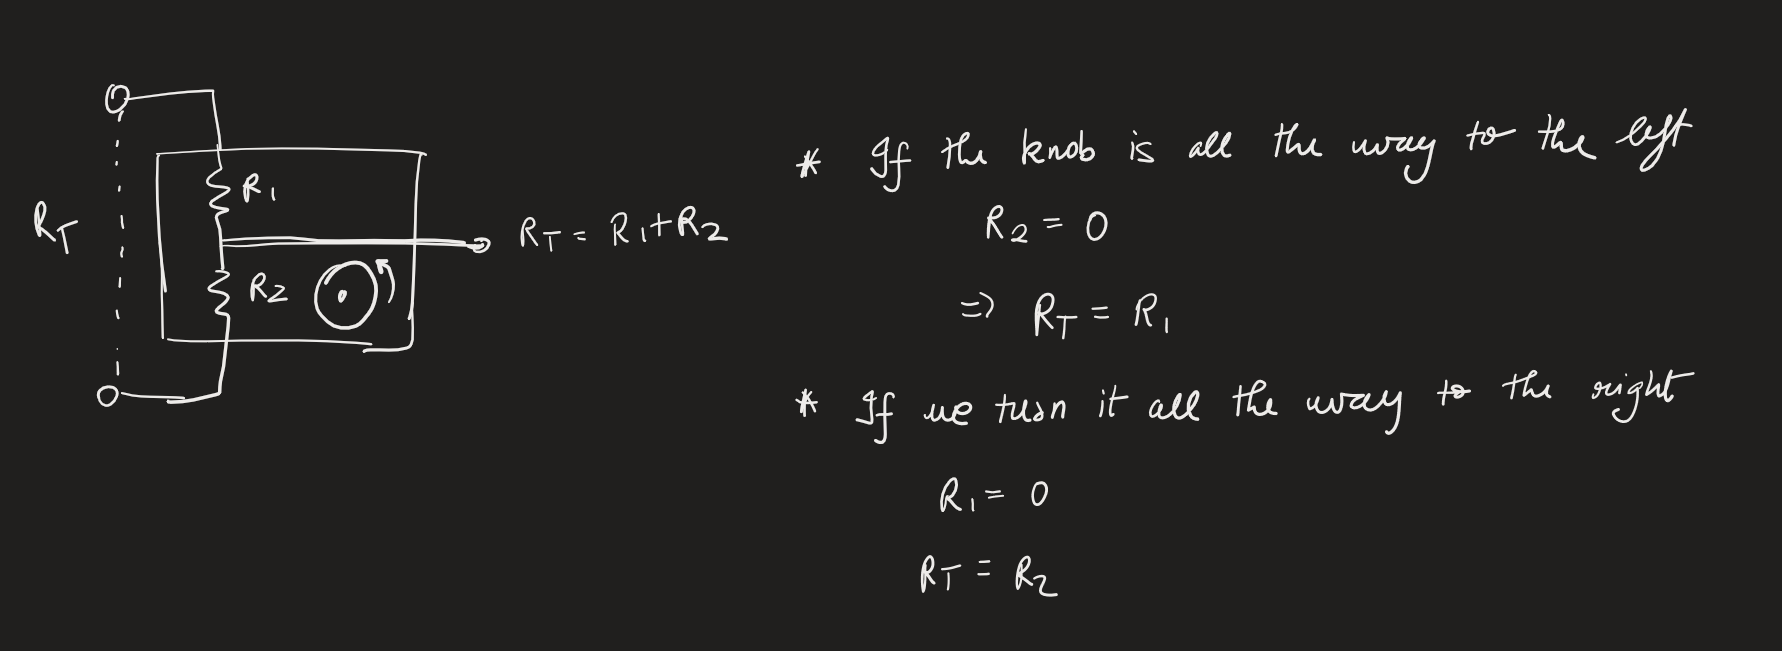 R_T
R_1
R_2
R_T = R_1 + R_2
* If the knob is all the way to the left
R_2 = 0
=> R_T = R_1
* If we turn it all the way to the right
R_1 = 0
R_T = R_2